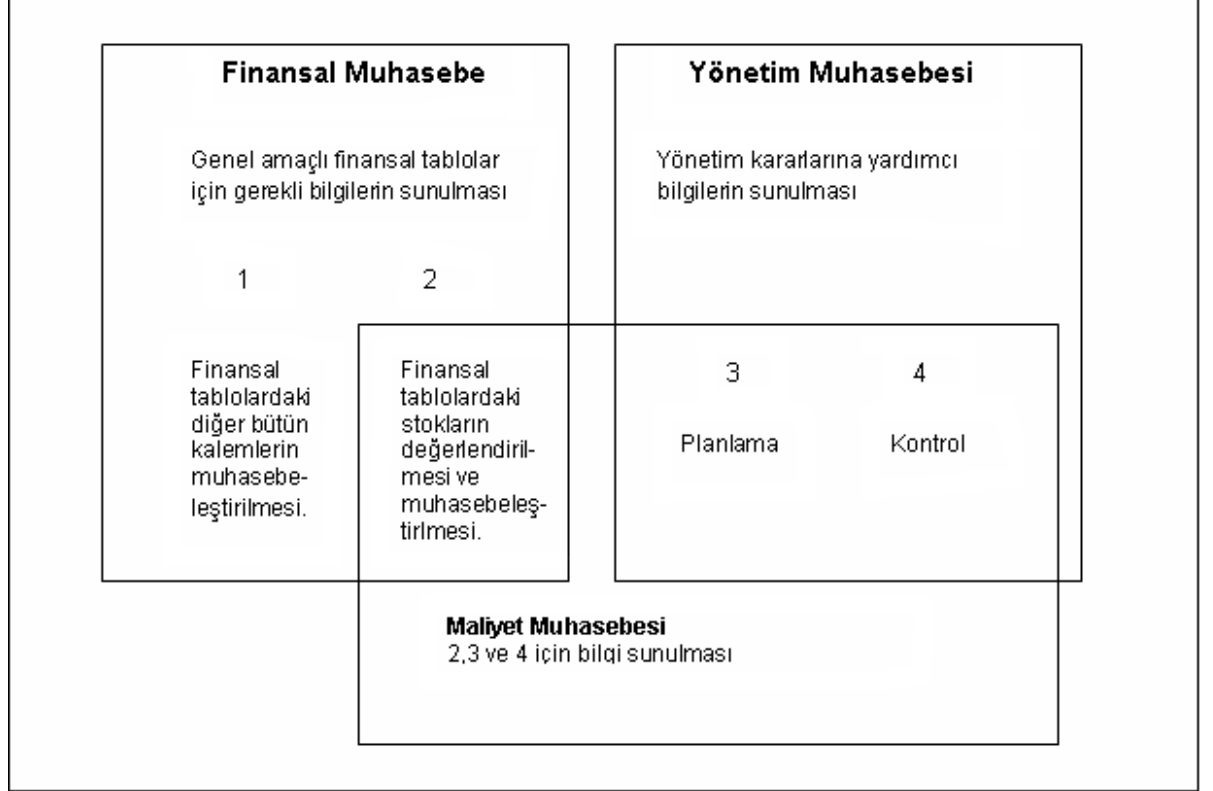 Finansal Muhasebe
Genel amaçlı finansal tablolar
için gerekli bilgilerin sunulması
1
2
Finansal
tablolardaki
diğer bütün
kalemlerin
muhasebe-
leştirilmesi.
Finansal
tablolardaki
stokların
değerlendiril-
mesi ve
muhasebeleş-
tirlmesi.
Yönetim Muhasebesi
Yönetim kararlarına yardımcı
bilgilerin sunulması
3
4
Planlama
Kontrol
Maliyet Muhasebesi
2,3 ve 4 için bilgi sunulması